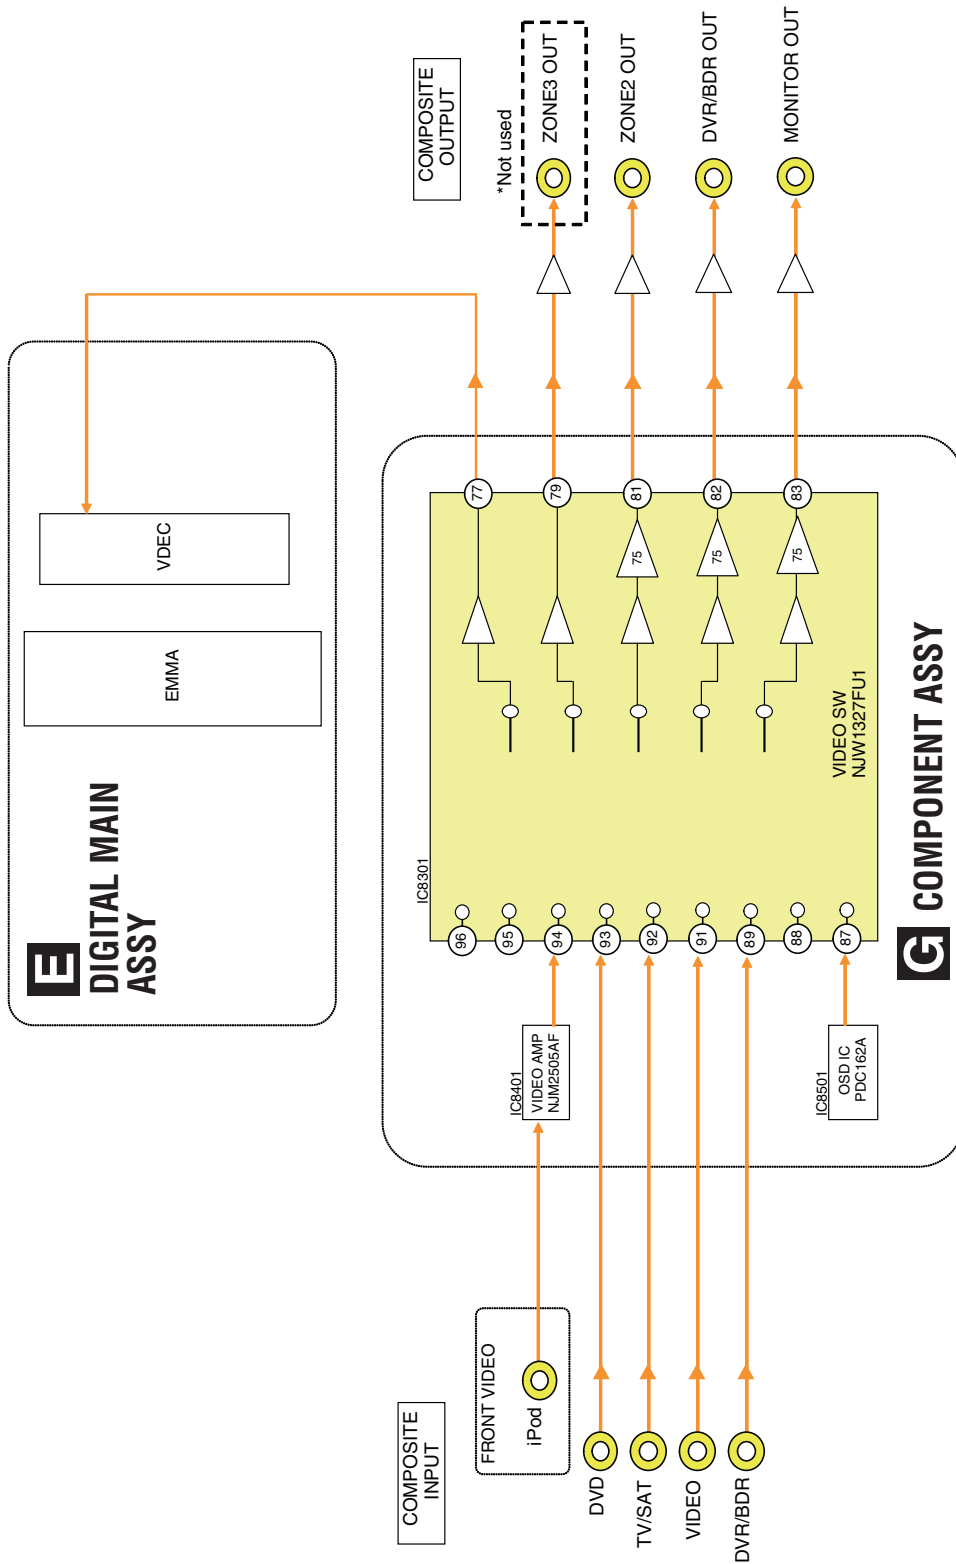 COMPOSITE
INPUT
FRONT VIDEO
iPod
DVD
TV/SAT
VIDEO
DVR/BDR
E
DIGITAL MAIN
ASSY
EMMA
VDEC
IC8401
VIDEO AMP
NJM2505AF
IC8501
OSD IC
PDC162A
IC8301
96
95
94
93
92
91
89
88
87
VIDEO SW
NJW1327FU1
75
75
75
77
79
81
82
83
G
COMPONENT ASSY
COMPOSITE
OUTPUT
*Not used
ZONE3 OUT
ZONE2 OUT
DVR/BDR OUT
MONITOR OUT